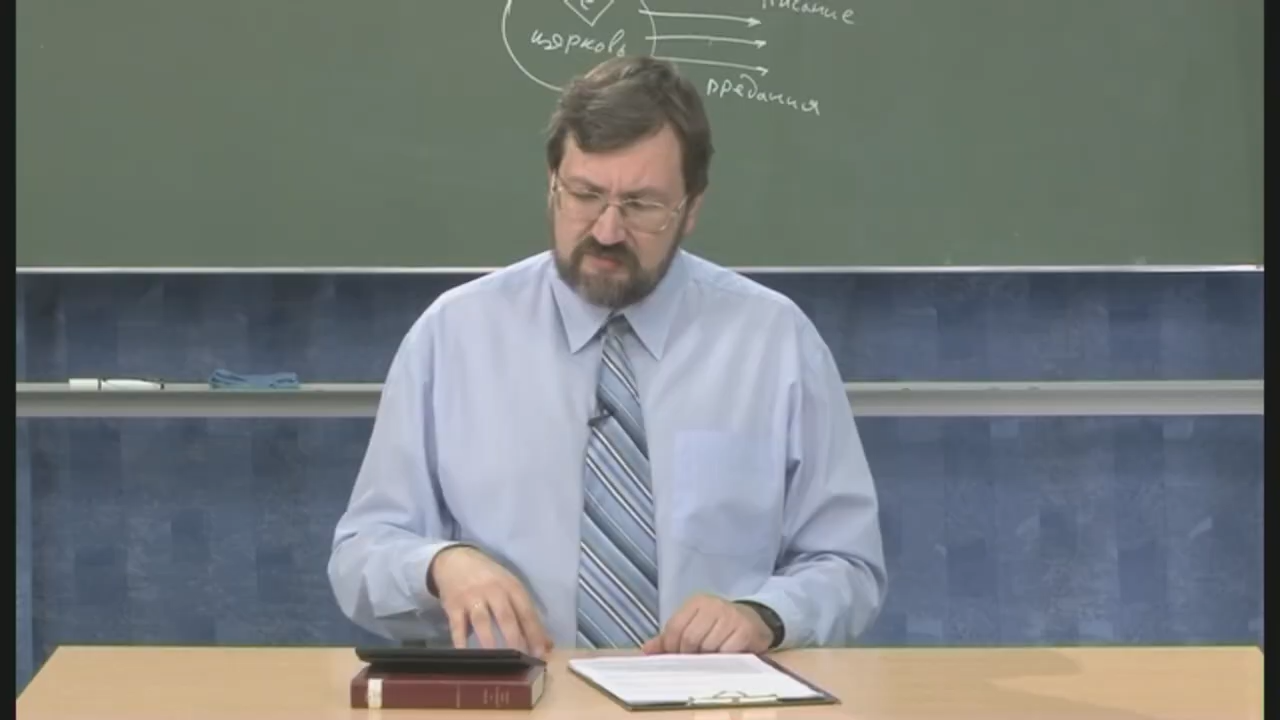 е
писание
церковь
предания